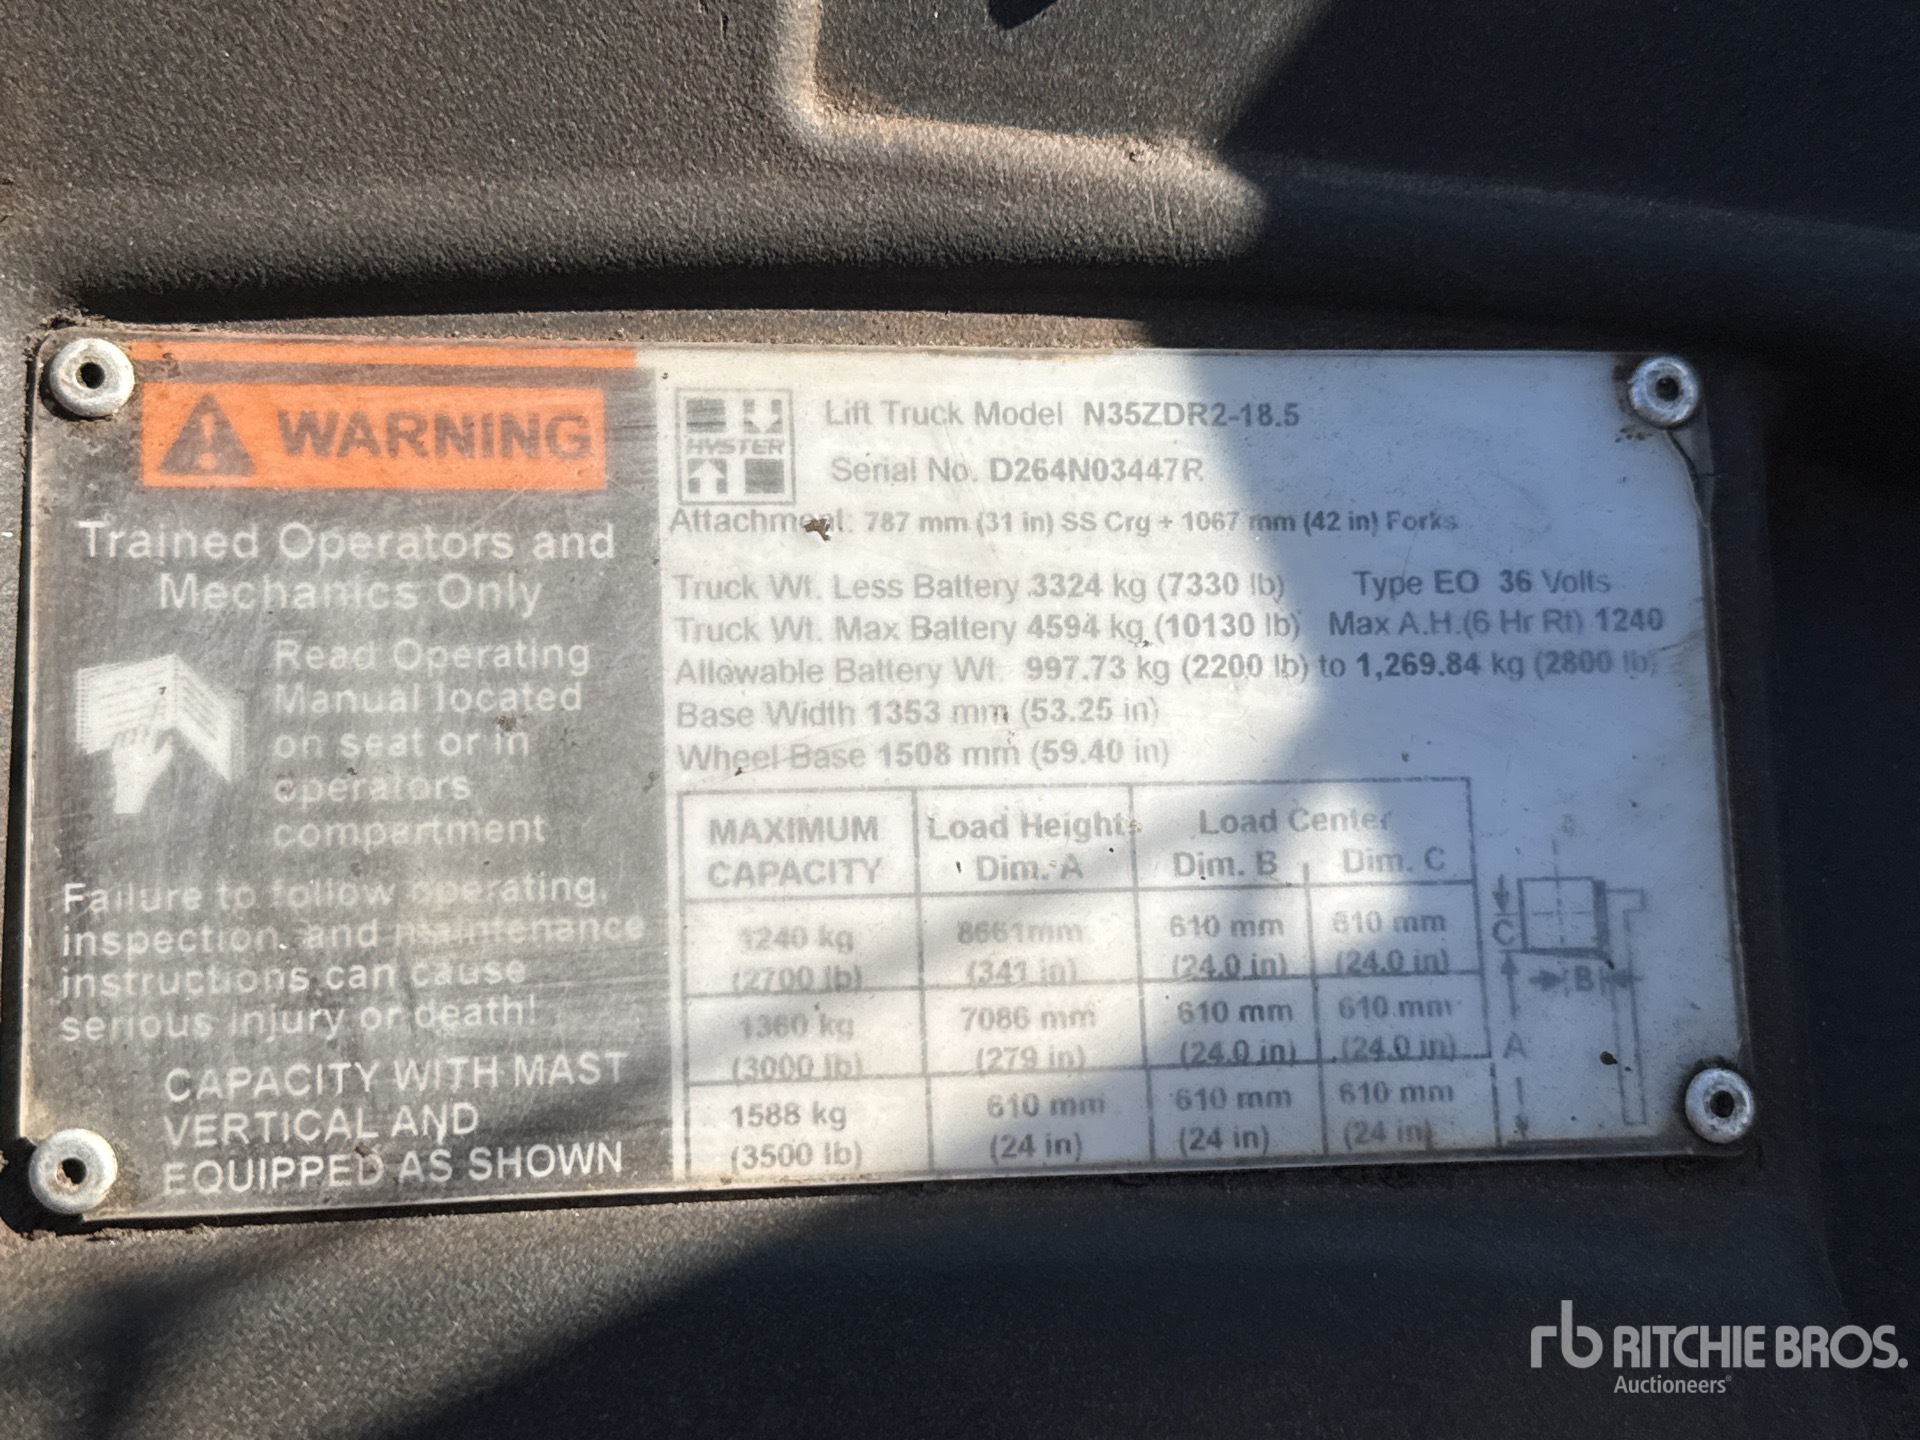 WARNING
Trained Operators and
Mechanics Only
Read Operating
Manual located
on seat or in
operators
compartment
Failure to follow operating,
inspection and maintenance
instructions can cause
serious injury or death!
CAPACITY WITH MAST
VERTICAL AND
EQUIPPED AS SHOWN
HYSTER
Lift Truck Model N35ZDR2-18.5
Serial No. D264N03447R
Attachment: 787 mm (31 in) SS Crg + 1067 mm (42 in) Forks
Truck Wt. Less Battery 3324 kg (7330 lb) Type EO 36 Volts
Truck Wt. Max Battery 4594 kg (10130 lb) Max A.H.(6 Hr Rt) 1240
Allowable Battery Wt. 997.73 kg (2200 lb) to 1,269.84 kg (2800 lb)
Base Width 1353 mm (53.25 in)
Wheel Base 1508 mm (59.40 in)
MAXIMUM CAPACITY Load Height Dim. A Load Center Dim. B Dim. C
1240 kg 8661mm 610 mm 610 mm
(2700 lb) (341 in) (24.0 in) (24.0 in)
1360 kg 7086 mm 610 mm 610 mm
(3000 lb) (279 in) (24.0 in) (24.0 in)
1588 kg 610 mm 610 mm 610 mm
(3500 lb) (24 in) (24 in) (24 in)
C
B
A
rb RITCHIE BROS.
Auctioneers